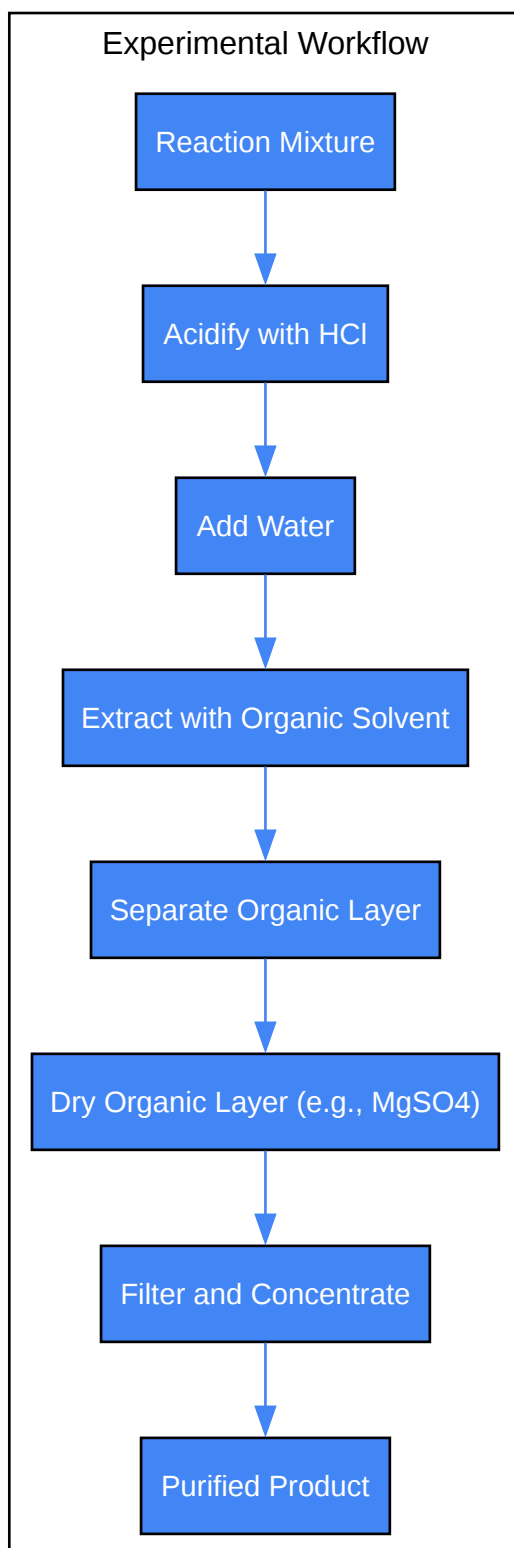 Experimental Workflow
Reaction Mixture
Acidify with HCl
Add Water
Extract with Organic Solvent
Separate Organic Layer
Dry Organic Layer (e.g., MgSO4)
Filter and Concentrate
Purified Product